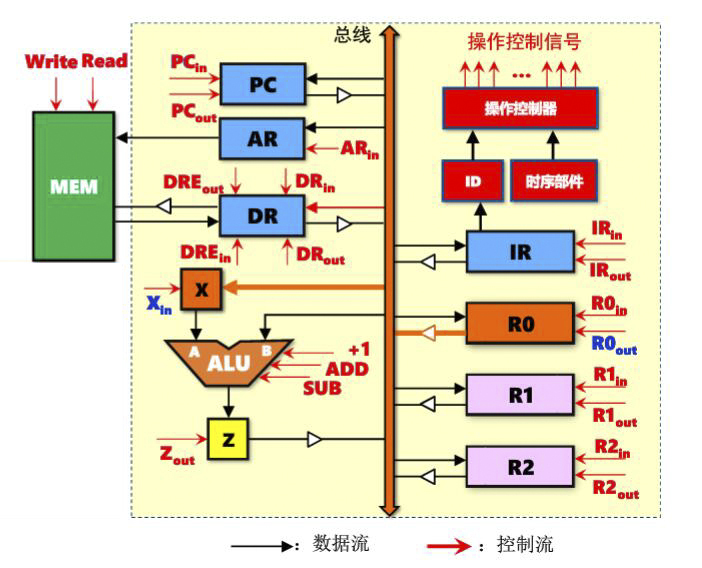 总线
操作控制信号
Write Read
PCin
PCout
PC
...
操作控制器
AR
ARin
MEM
DREout
DRin
ID
时序部件
DR
DREin
DRout
IR
IRin
IRout
X
Xin
R0
R0in
R0out
A
B
ALU
+1
ADD
SUB
R1
R1in
R1out
Z
Zout
R2
R2in
R2out
：数据流
：控制流